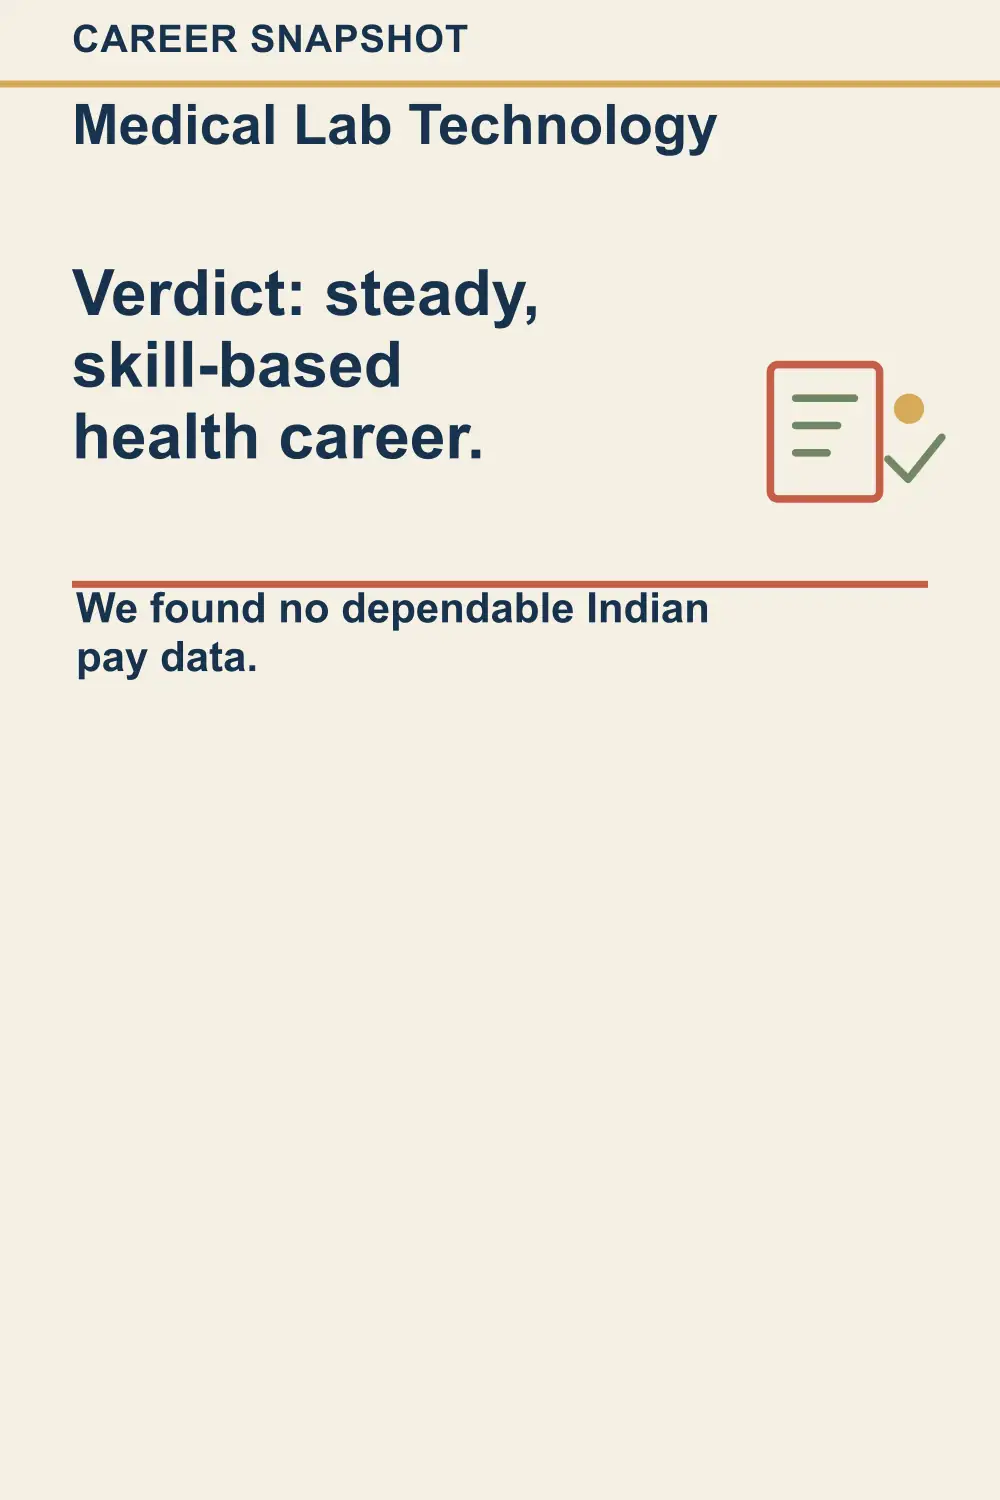 CAREER SNAPSHOT
Medical Lab Technology
Verdict: steady,
skill-based
health career.
We found no dependable Indian
pay data.